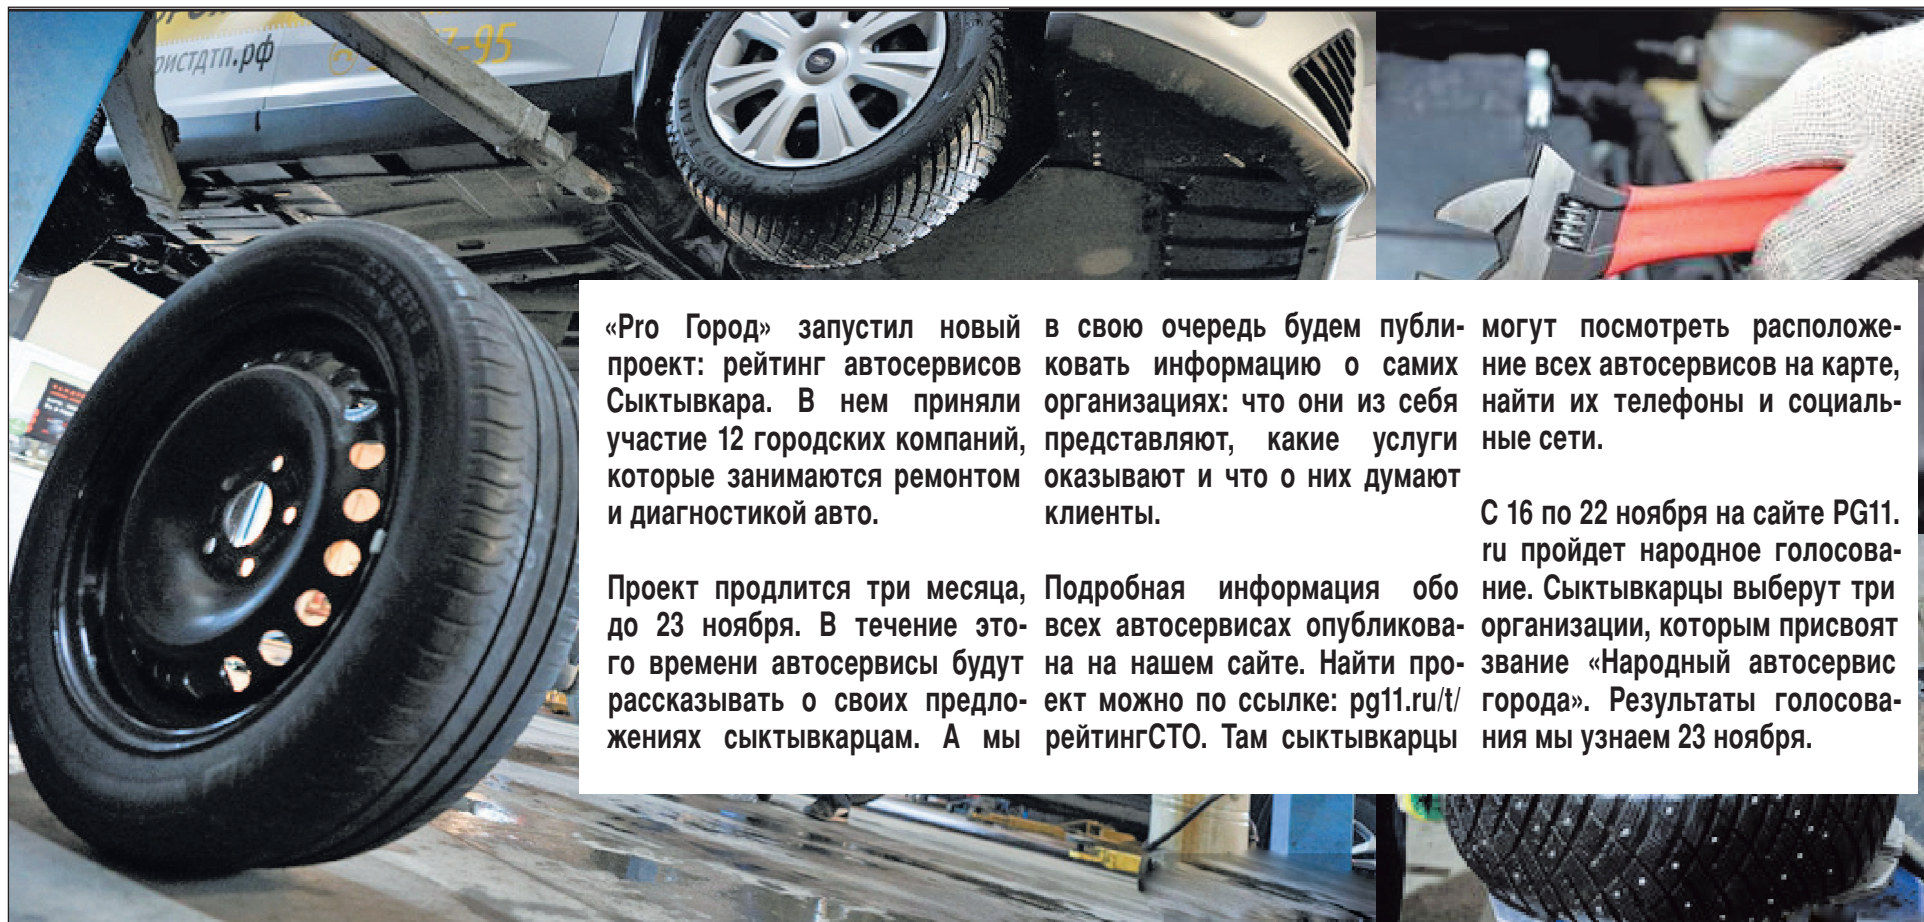 ристдтп.рф
7-95
«Pro Город» запустил новый
проект: рейтинг автосервисов
Сыктывкара. В нем приняли
участие 12 городских компаний,
которые занимаются ремонтом
и диагностикой авто.
Проект продлится три месяца,
до 23 ноября. В течение это-
го времени автосервисы будут
рассказывать о своих предло-
жениях сыктывкарцам. А мы
в свою очередь будем публи-
ковать информацию о самих
организациях: что они из себя
представляют, какие услуги
оказывают и что о них думают
клиенты.
Подробная информация обо
всех автосервисах опубликова-
на на нашем сайте. Найти про-
ект можно по ссылке: pg11.ru/t/
рейтингСТО. Там сыктывкарцы
могут посмотреть расположе-
ние всех автосервисов на карте,
найти их телефоны и социаль-
ные сети.
С 16 по 22 ноября на сайте PG11.
ru пройдет народное голосова-
ние. Сыктывкарцы выберут три
организации, которым присвоят
звание «Народный автосервис
города». Результаты голосова-
ния мы узнаем 23 ноября.